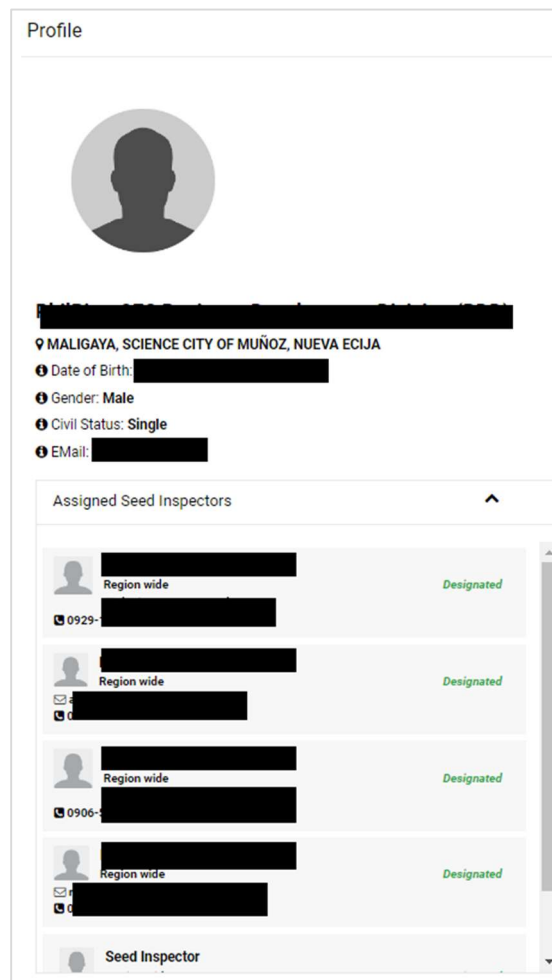 Profile
MALIGAYA, SCIENCE CITY OF MUÑOZ, NUEVA ECIJA
Date of Birth:
Gender: Male
Civil Status: Single
EMail:
Assigned Seed Inspectors
Region wide
Designated
0929-
Region wide
Designated
Region wide
Designated
0906-
Region wide
Designated
Seed Inspector